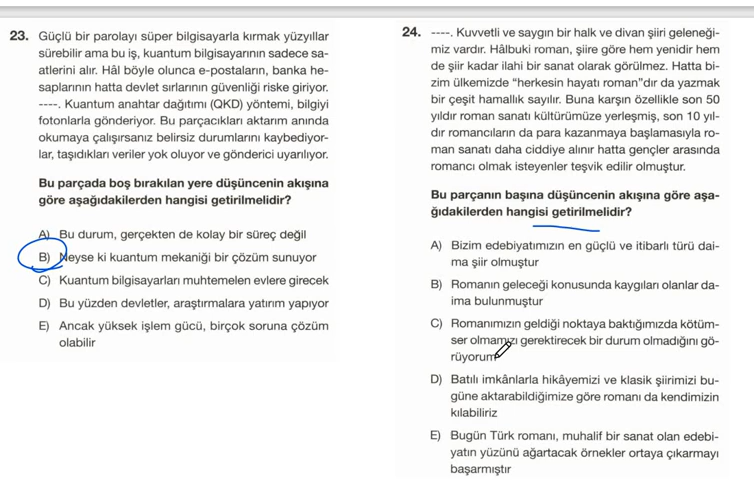 23. Güçlü bir parolayı süper bilgisayarla kırmak yüzyıllar
sürebilir ama bu iş, kuantum bilgisayarının sadece sa-
atlerini alır. Hâl böyle olunca e-postaların, banka he-
saplarının hatta devlet sırlarının güvenliği riske giriyor.
----. Kuantum anahtar dağıtımı (QKD) yöntemi, bilgiyi
fotonlarla gönderiyor. Bu parçacıkları aktarım anında
okumaya çalışırsanız belirsiz durumlarını kaybediyor-
lar, taşıdıkları veriler yok oluyor ve gönderici uyarılıyor.
Bu parçada boş bırakılan yere düşüncenin akışına
göre aşağıdakilerden hangisi getirilmelidir?
A) Bu durum, gerçekten de kolay bir süreç değil
B) Neyse ki kuantum mekaniği bir çözüm sunuyor
C) Kuantum bilgisayarları muhtemelen evlere girecek
D) Bu yüzden devletler, araştırmalara yatırım yapıyor
E) Ancak yüksek işlem gücü, birçok soruna çözüm
olabilir
24. ----. Kuvvetli ve saygın bir halk ve divan şiiri geleneği-
miz vardır. Hâlbuki roman, şiire göre hem yenidir hem
de şiir kadar ilahi bir sanat olarak görülmez. Hatta bi-
zim ülkemizde “herkesin hayatı roman”dır da yazmak
bir çeşit hamallık sayılır. Buna karşın özellikle son 50
yıldır roman sanatı kültürümüze yerleşmiş, son 10 yıl-
dır romancıların da para kazanmaya başlamasıyla ro-
man sanatı daha ciddiye alınır hatta gençler arasında
romancı olmak isteyenler teşvik edilir olmuştur.
Bu parçanın başına düşüncenin akışına göre aşa-
ğıdakilerden hangisi getirilmelidir?
A) Bizim edebiyatımızın en güçlü ve itibarlı türü dai-
ma şiir olmuştur
B) Romanın geleceği konusunda kaygıları olanlar da-
ima bulunmuştur
C) Romanımızın geldiği noktaya baktığımızda kötüm-
ser olmamızı gerektirecek bir durum olmadığını gö-
rüyorum
D) Batılı imkânlarla hikâyemizi ve klasik şiirimizi bu-
güne aktarabildiğimize göre romanı da kendimizin
kılabiliriz
E) Bugün Türk romanı, muhalif bir sanat olan edebi-
yatın yüzünü ağartacak örnekler ortaya çıkarmayı
başarmıştır